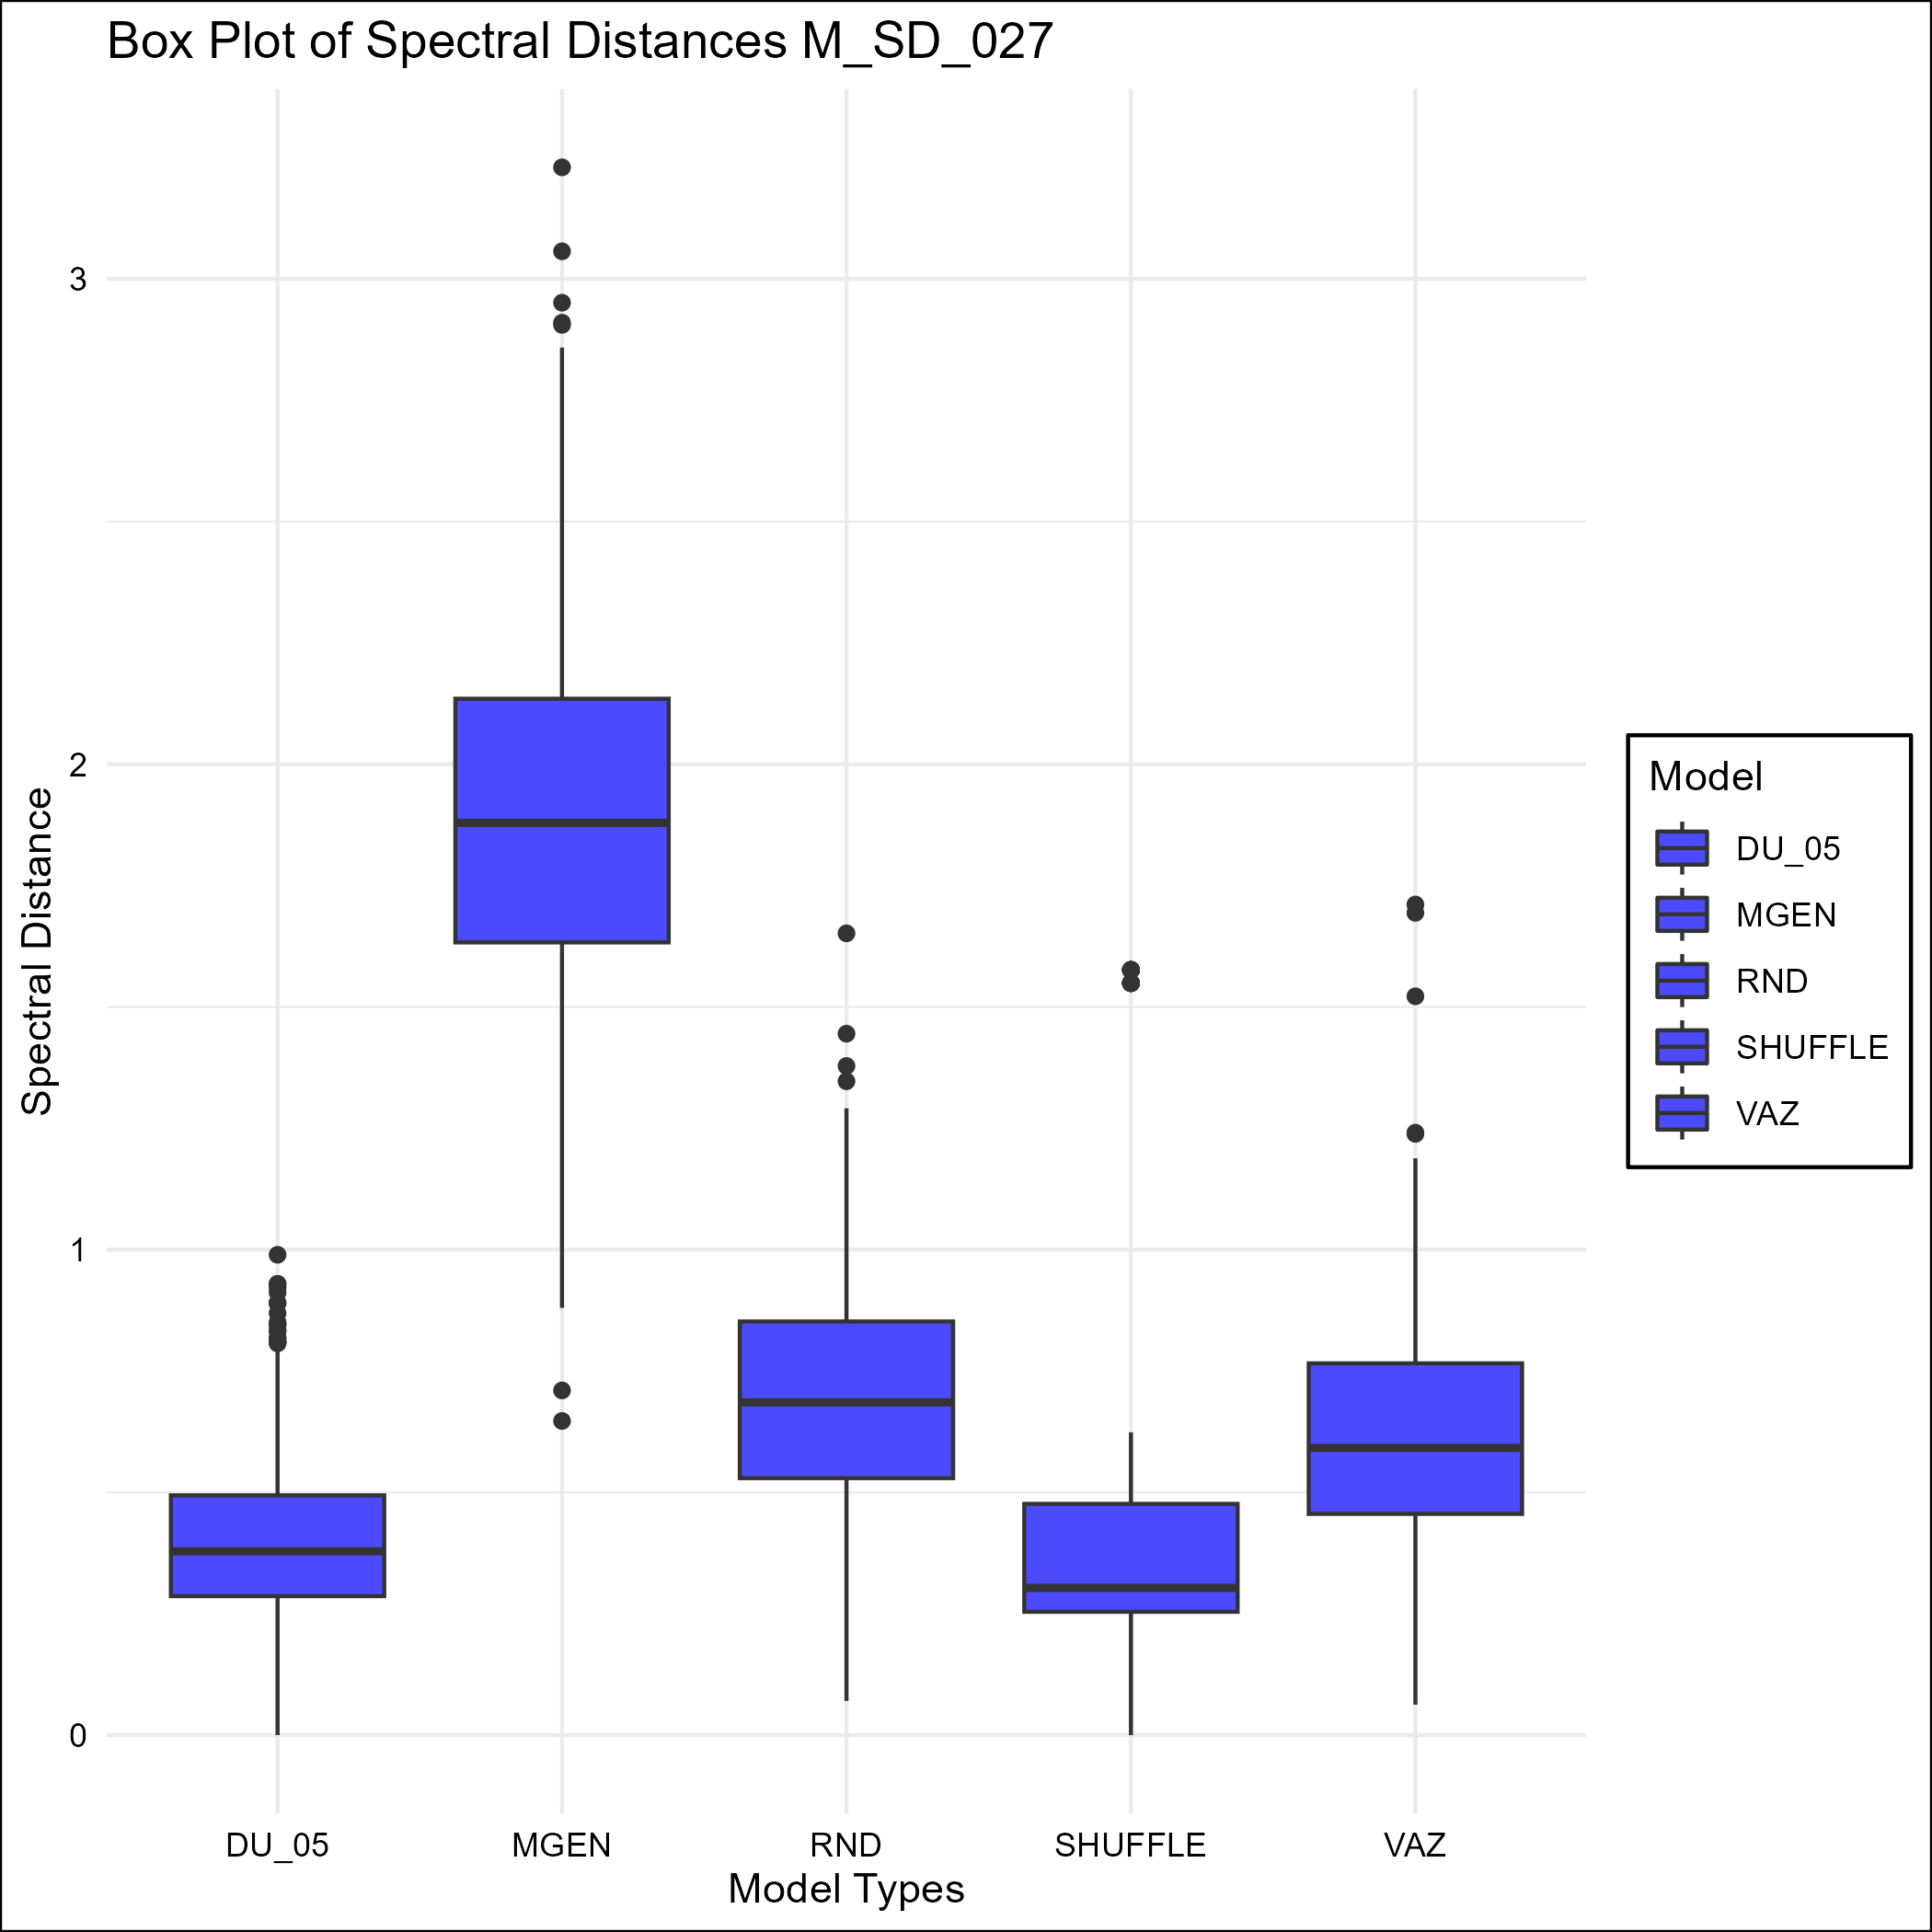 Box Plot of Spectral Distances M_SD_027
Spectral Distance
3
2
1
0
DU_05 MGEN RND SHUFFLE VAZ
Model Types
Model
DU_05
MGEN
RND
SHUFFLE
VAZ